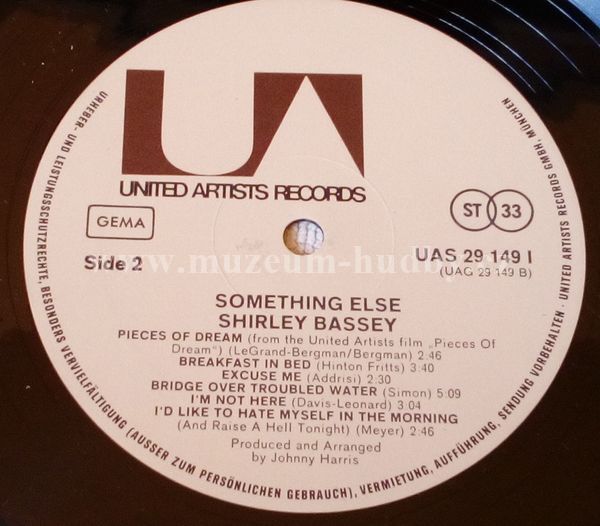 UA
UNITED ARTISTS RECORDS
GEMA
ST 33
Side 2
UAS 29 149 I
(UAG 29 149 B)
www.muzeum-hudby
SOMETHING ELSE
SHIRLEY BASSEY
PIECES OF DREAM (from the United Artists film „Pieces Of
Dream") (LeGrand-Bergman/Bergman) 2:46
BREAKFAST IN BED (Hinton Fritts) 3:40
EXCUSE ME (Addrisi) 2:30
BRIDGE OVER TROUBLED WATER (Simon) 5:09
I'M NOT HERE (Davis-Leonard) 3:04
I'D LIKE TO HATE MYSELF IN THE MORNING
(And Raise A Hell Tonight) (Meyer) 2:46
Produced and Arranged
by Johnny Harris
URHEBER- UND LEISTUNGSSCHUTZRECHTE, BESONDERS VERVIELFÄLTIGUNG (AUSSER ZUM PERSÖNLICHEN GEBRAUCH), VERMIETUNG, AUFFÜHRUNG, SENDUNG VORBEHALTEN · UNITED ARTISTS RECORDS GMBH, MÜNCHEN